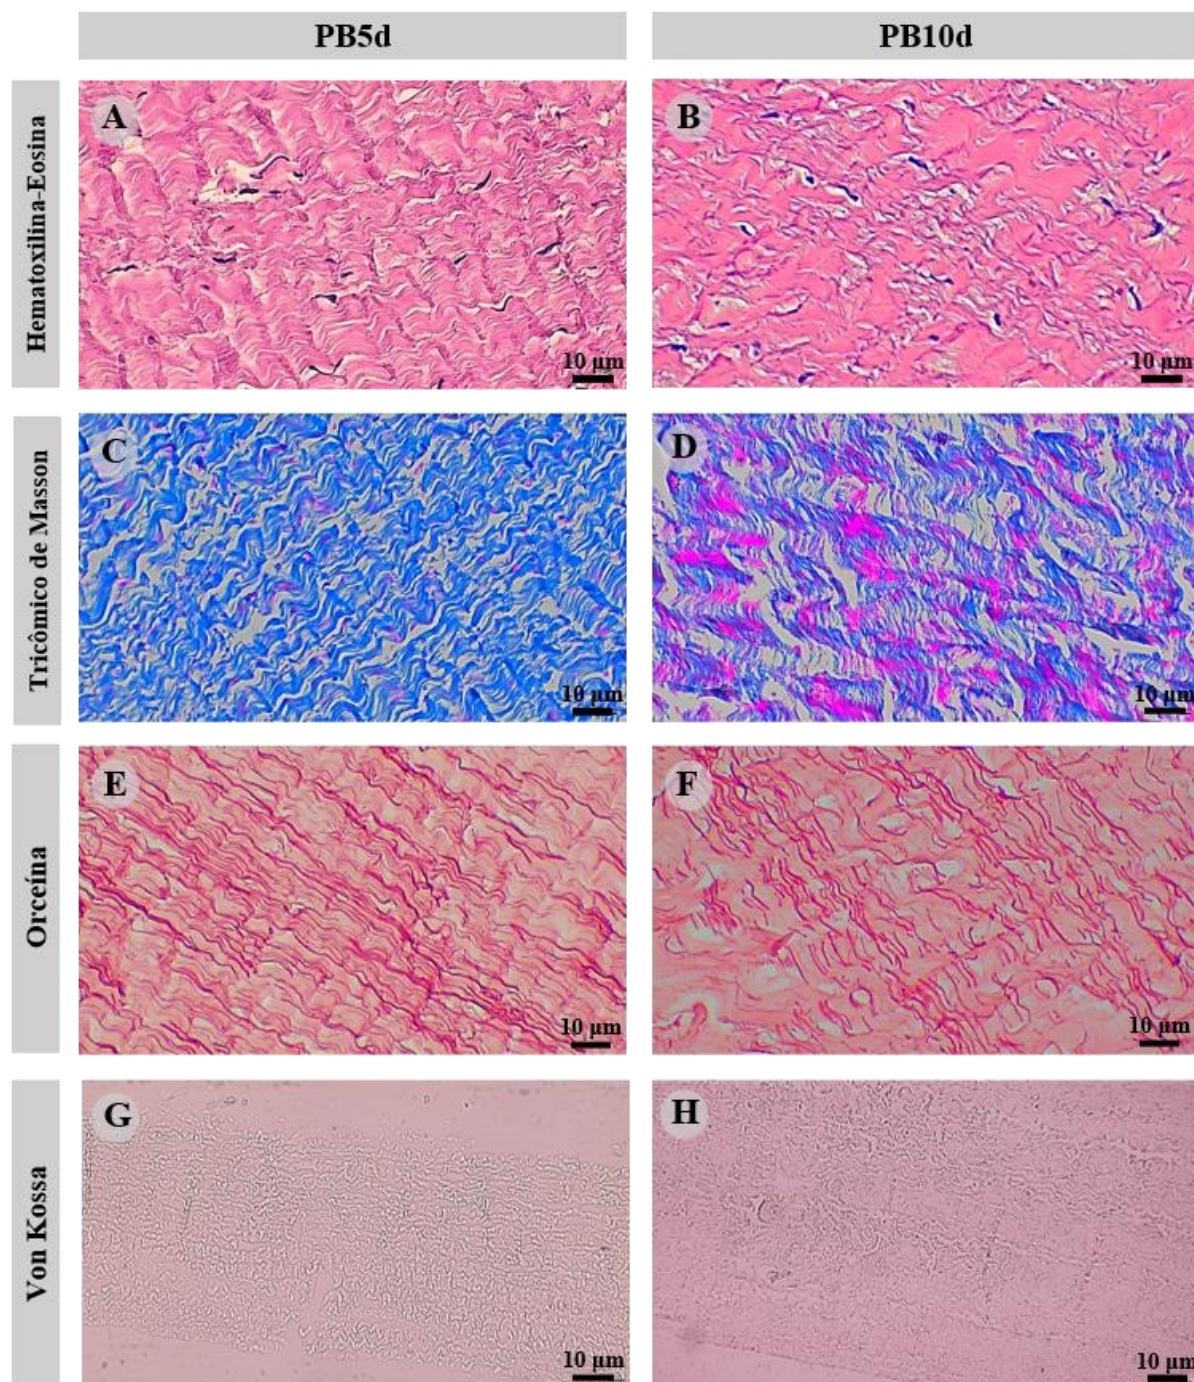 PB5d
PB10d
Hematoxilina-Eosina
A
B
10 µm
10 µm
Tricômico de Masson
C
D
10 µm
10 µm
Orceína
E
F
10 µm
10 µm
Von Kossa
G
H
10 µm
10 µm